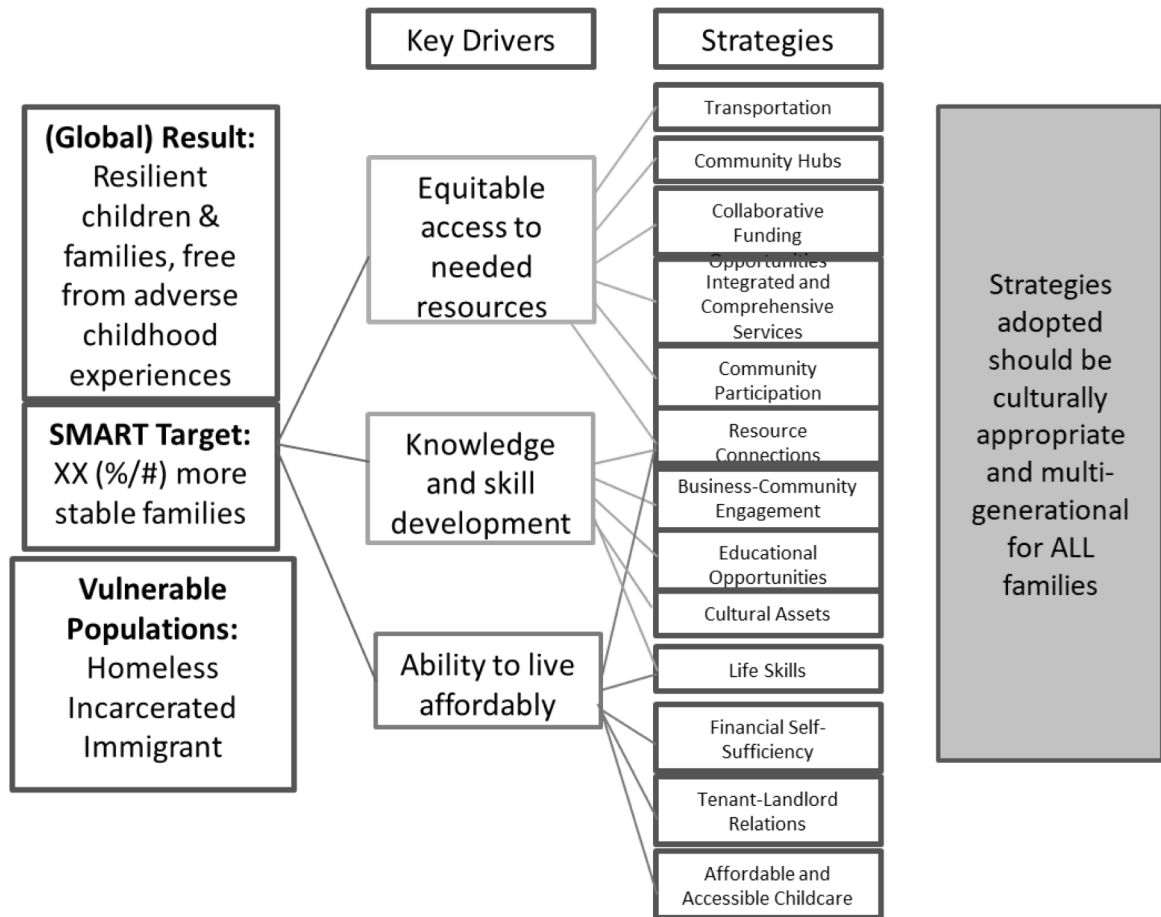 Key Drivers
Strategies
(Global) Result:
Resilient
children &
families, free
from adverse
childhood
experiences
SMART Target:
XX (%/#) more
stable families
Vulnerable
Populations:
Homeless
Incarcerated
Immigrant
Equitable
access to
needed
resources
Knowledge
and skill
development
Ability to live
affordably
Transportation
Community Hubs
Collaborative
Funding
Opportunities
Integrated and
Comprehensive
Services
Community
Participation
Resource
Connections
Business-Community
Engagement
Educational
Opportunities
Cultural Assets
Life Skills
Financial Self-
Sufficiency
Tenant-Landlord
Relations
Affordable and
Accessible Childcare
Strategies
adopted
should be
culturally
appropriate
and multi-
generational
for ALL
families